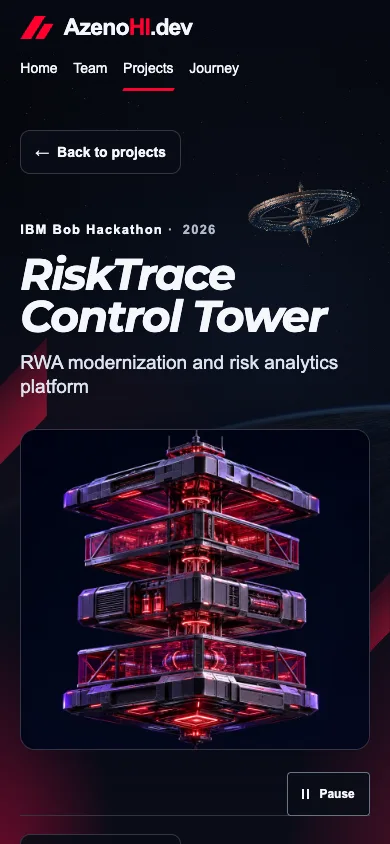 AzenoHI.dev
Home Team Projects Journey
← Back to projects
IBM Bob Hackathon · 2026
RiskTrace
Control Tower
RWA modernization and risk analytics
platform
Pause